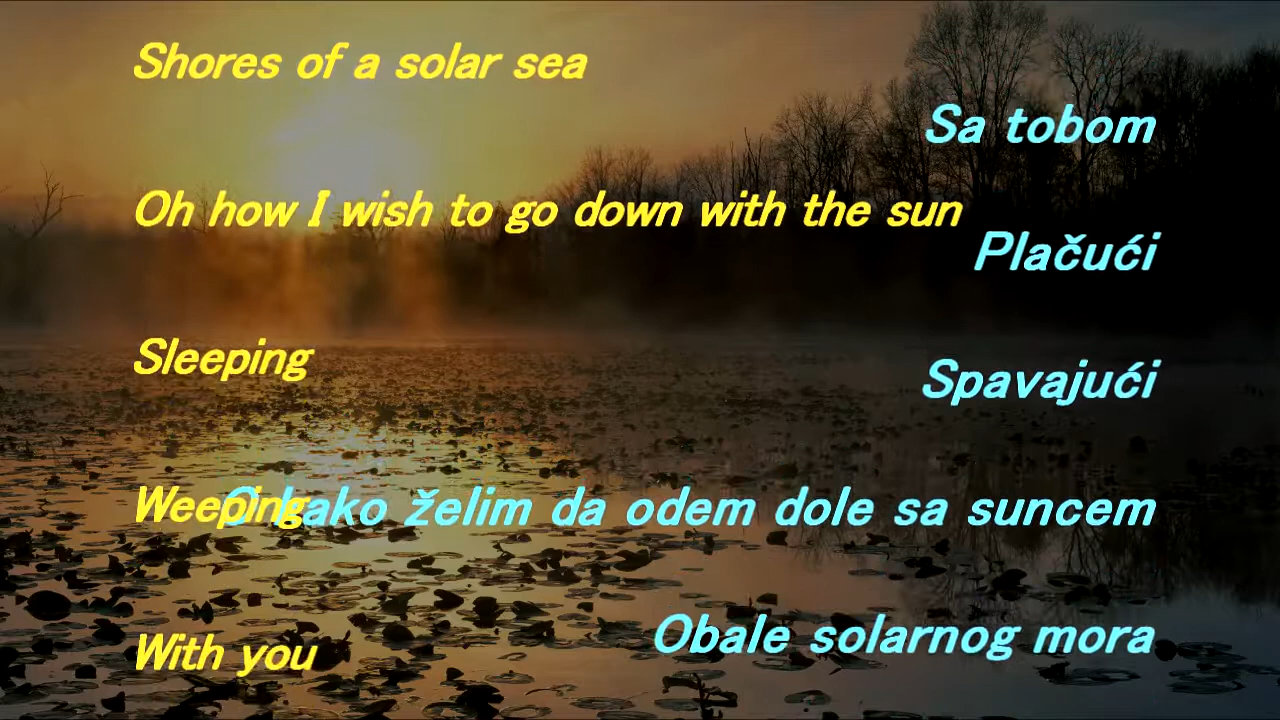 Shores of a solar sea
Sa tobom
Oh how I wish to go down with the sun
Plačući
Sleeping
Spavajući
Weeping
O kako želim da odem dole sa suncem
With you
Obale solarnog mora